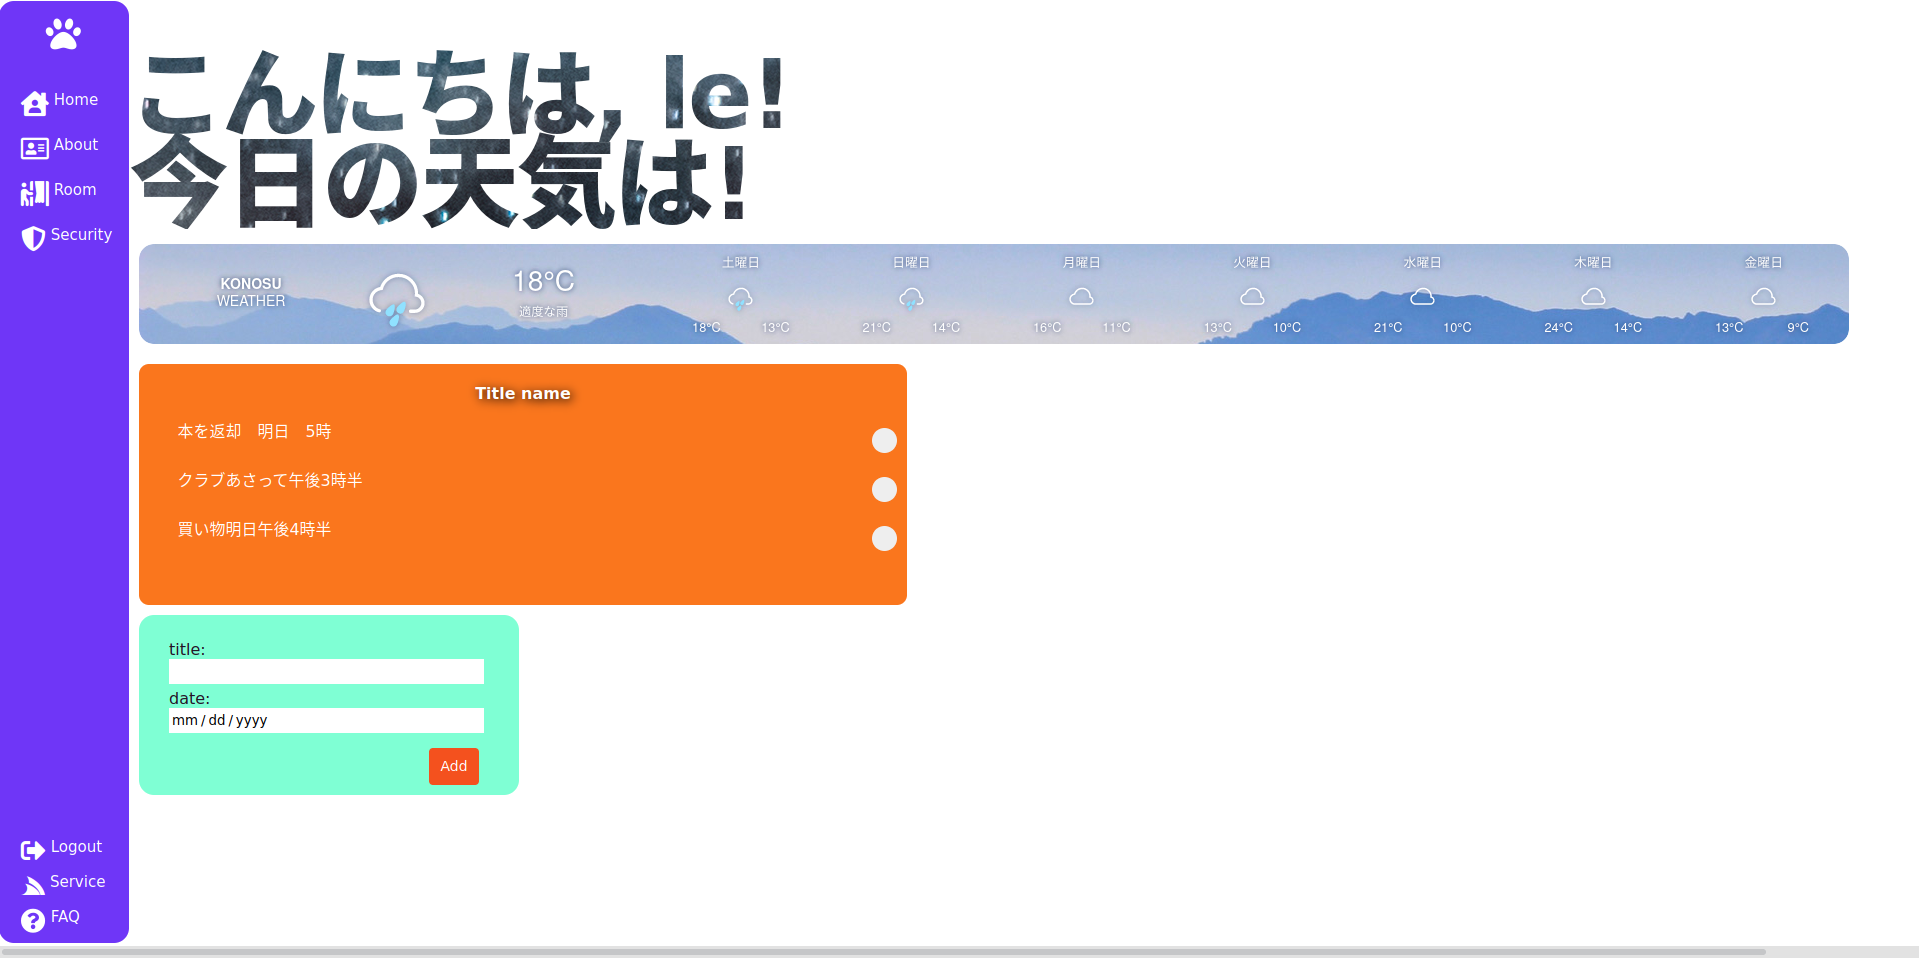 Home
About
Room
Security
Logout
Service
FAQ
こんにちは, le!
今日の天気は!
KONOSU
WEATHER
18°C
適度な雨
土曜日
18°C 13°C
日曜日
21°C 14°C
月曜日
16°C 11°C
火曜日
13°C 10°C
水曜日
21°C 10°C
木曜日
24°C 14°C
金曜日
13°C 9°C
Title name
本を返却　明日　5時
クラブあさって午後3時半
買い物明日午後4時半
title:
date:
mm / dd / yyyy
Add